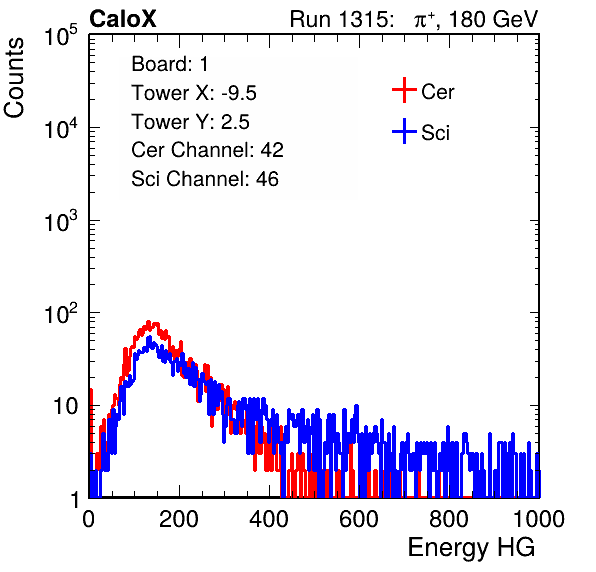 CaloX Run 1315: π⁺, 180 GeV
Counts
Board: 1
Tower X: -9.5
Tower Y: 2.5
Cer Channel: 42
Sci Channel: 46
Cer
Sci
10⁵
10⁴
10³
10²
10
1
0 200 400 600 800 1000
Energy HG